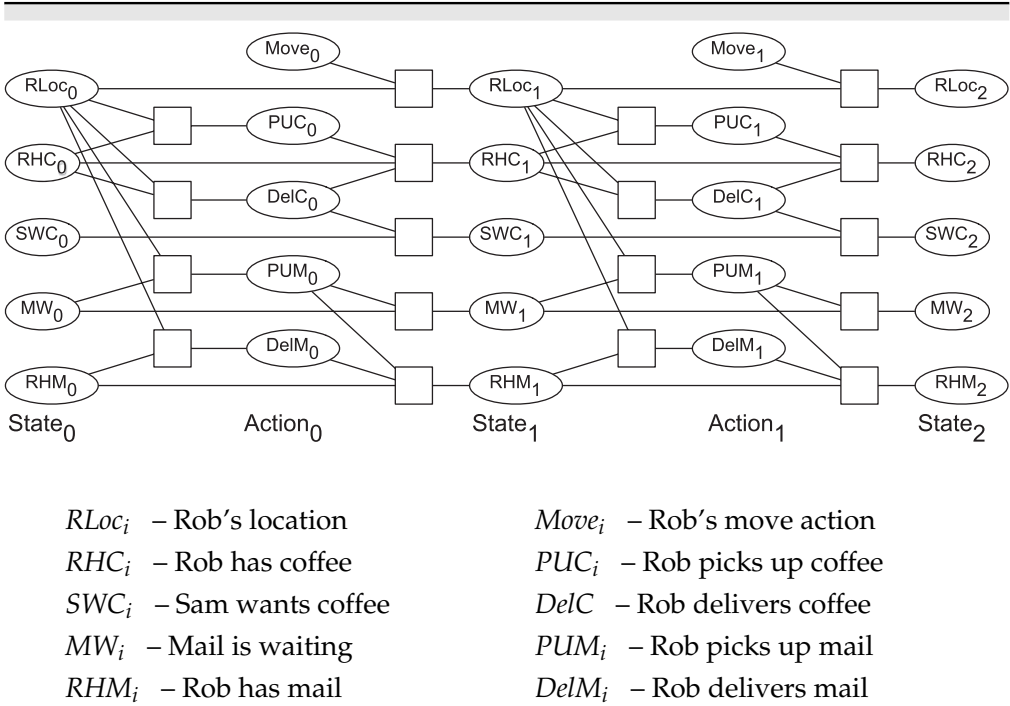 Move0 Move1
RLoc0 RLoc1 RLoc2
PUC0 PUC1
RHC0 RHC1 RHC2
DelC0 DelC1
SWC0 SWC1 SWC2
PUM0 PUM1
MW0 MW1 MW2
DelM0 DelM1
RHM0 RHM1 RHM2
State0 Action0 State1 Action1 State2
RLoci – Rob's location Movei – Rob's move action
RHCi – Rob has coffee PUCi – Rob picks up coffee
SWCi – Sam wants coffee DelC – Rob delivers coffee
MWi – Mail is waiting PUMi – Rob picks up mail
RHMi – Rob has mail DelMi – Rob delivers mail